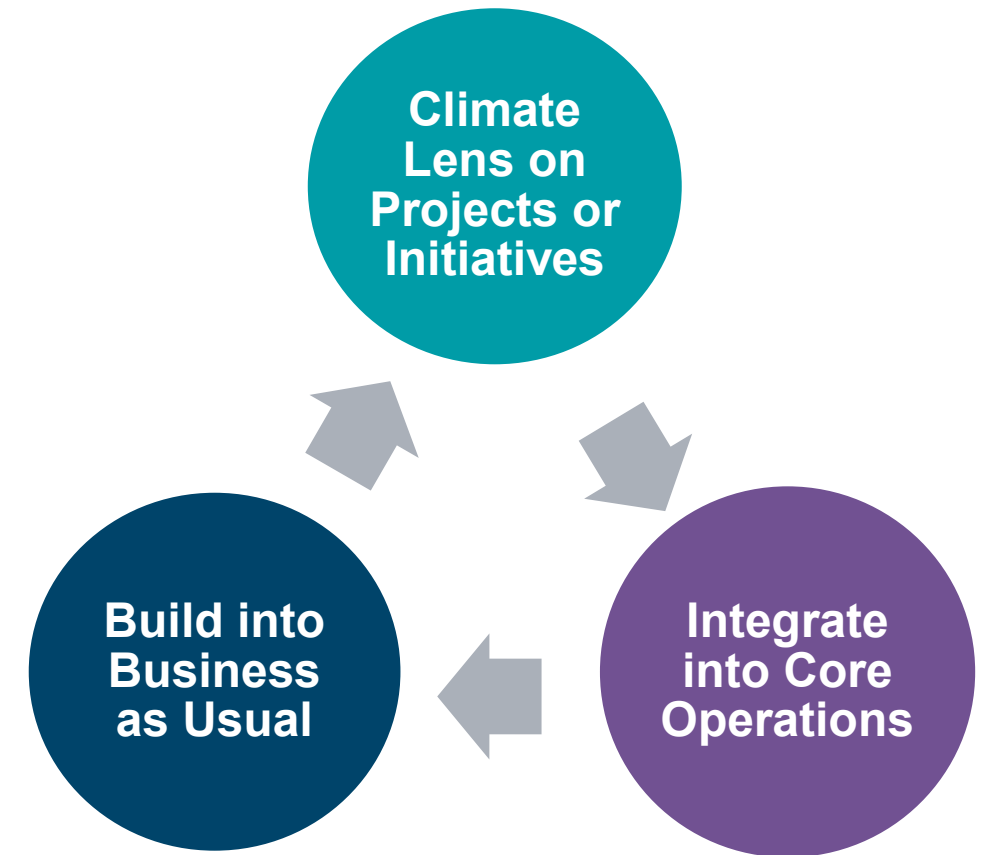 Climate
Lens on
Projects or
Initiatives
Integrate
into Core
Operations
Build into
Business
as Usual